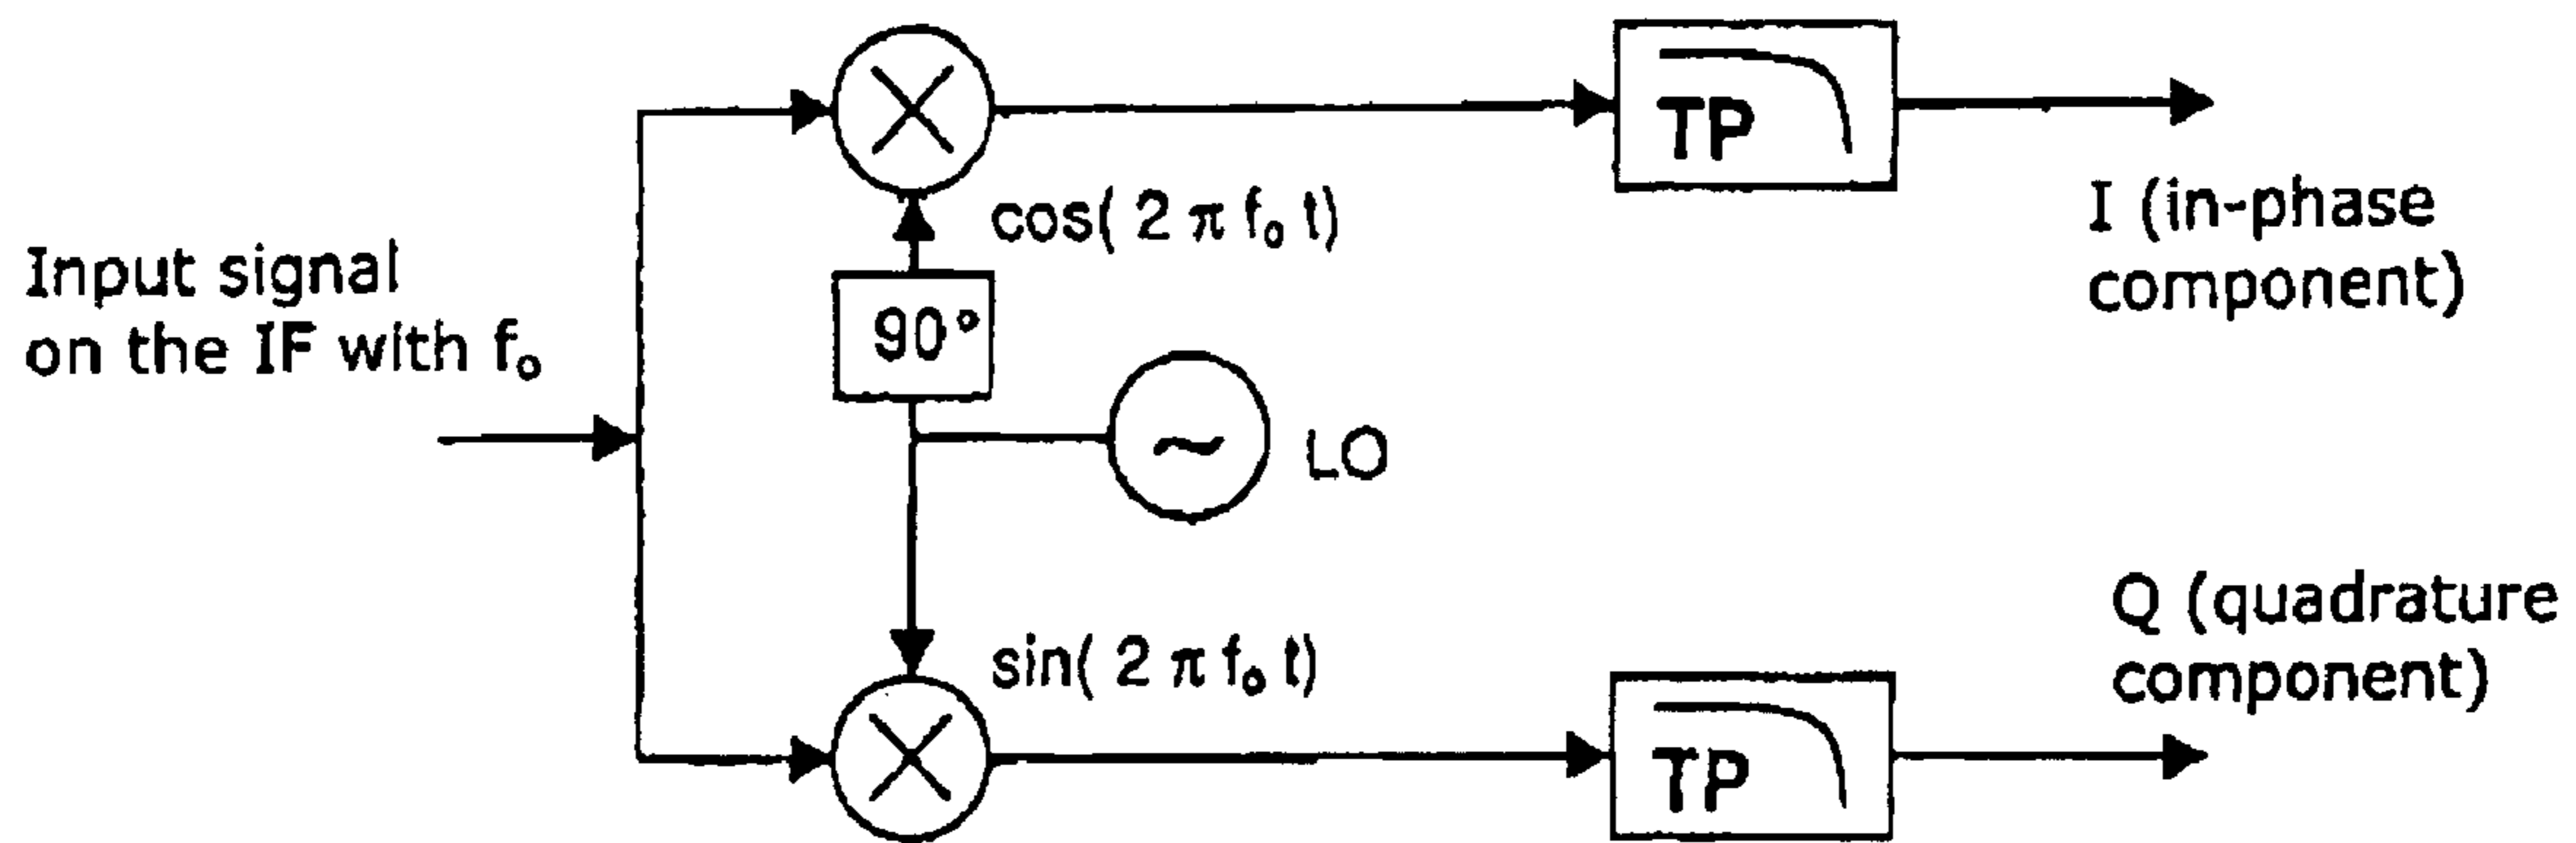 TP
cos( 2 π f₀ t)
I (in-phase
component)
Input signal
on the IF with f₀
90°
~
LO
sin( 2 π f₀ t)
Q (quadrature
component)
TP